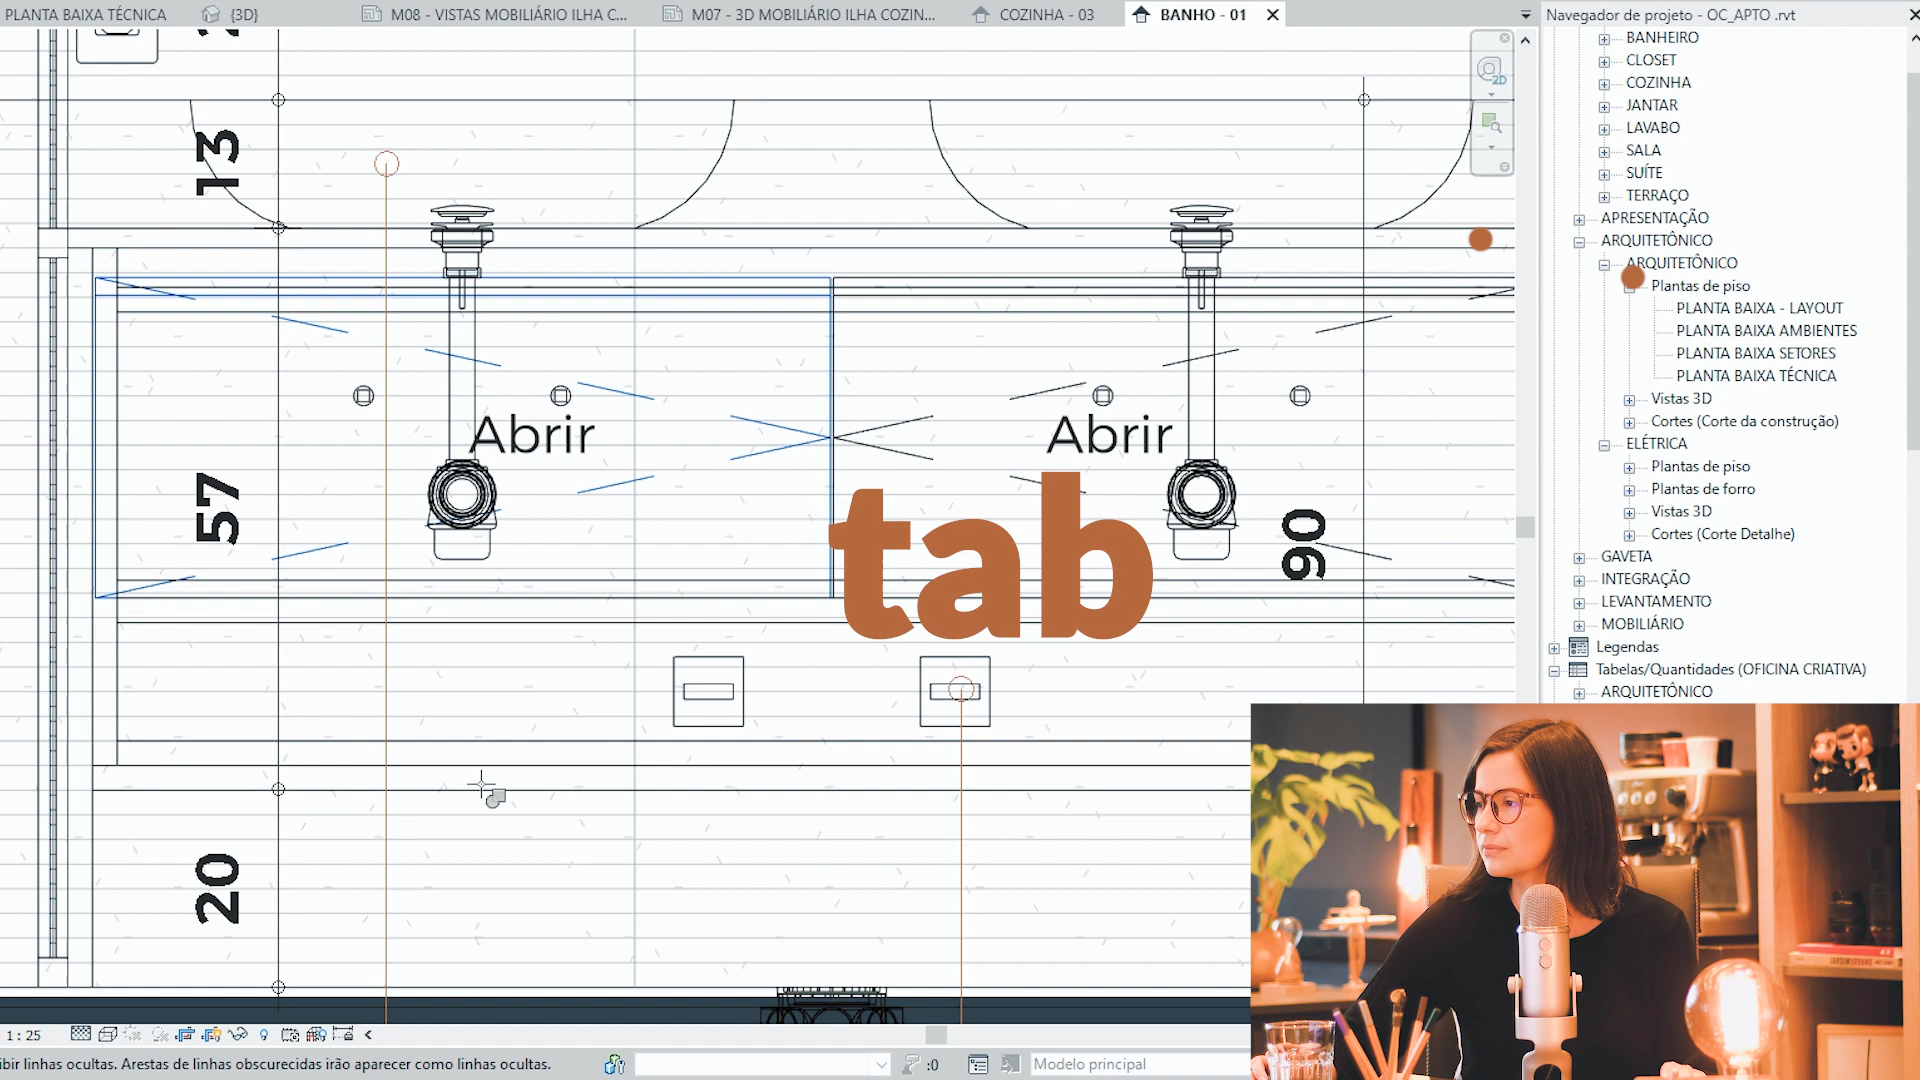 PLANTA BAIXA TÉCNICA
{3D}
M08 - VISTAS MOBILIÁRIO ILHA C...
M07 - 3D MOBILIÁRIO ILHA COZIN...
COZINHA - 03
BANHO - 01
Navegador de projeto - OC_APTO .rvt
BANHEIRO
CLOSET
COZINHA
JANTAR
LAVABO
SALA
SUÍTE
TERRAÇO
APRESENTAÇÃO
ARQUITETÔNICO
ARQUITETÔNICO
Plantas de piso
PLANTA BAIXA - LAYOUT
PLANTA BAIXA AMBIENTES
PLANTA BAIXA SETORES
PLANTA BAIXA TÉCNICA
Vistas 3D
Cortes (Corte da construção)
ELÉTRICA
Plantas de piso
Plantas de forro
Vistas 3D
Cortes (Corte Detalhe)
GAVETA
INTEGRAÇÃO
LEVANTAMENTO
MOBILIÁRIO
Legendas
Tabelas/Quantidades (OFICINA CRIATIVA)
ARQUITETÔNICO
2D
13
57
20
90
Abrir
Abrir
tab
1 : 25
ibir linhas ocultas. Arestas de linhas obscurecidas irão aparecer como linhas ocultas.
:0
Modelo principal